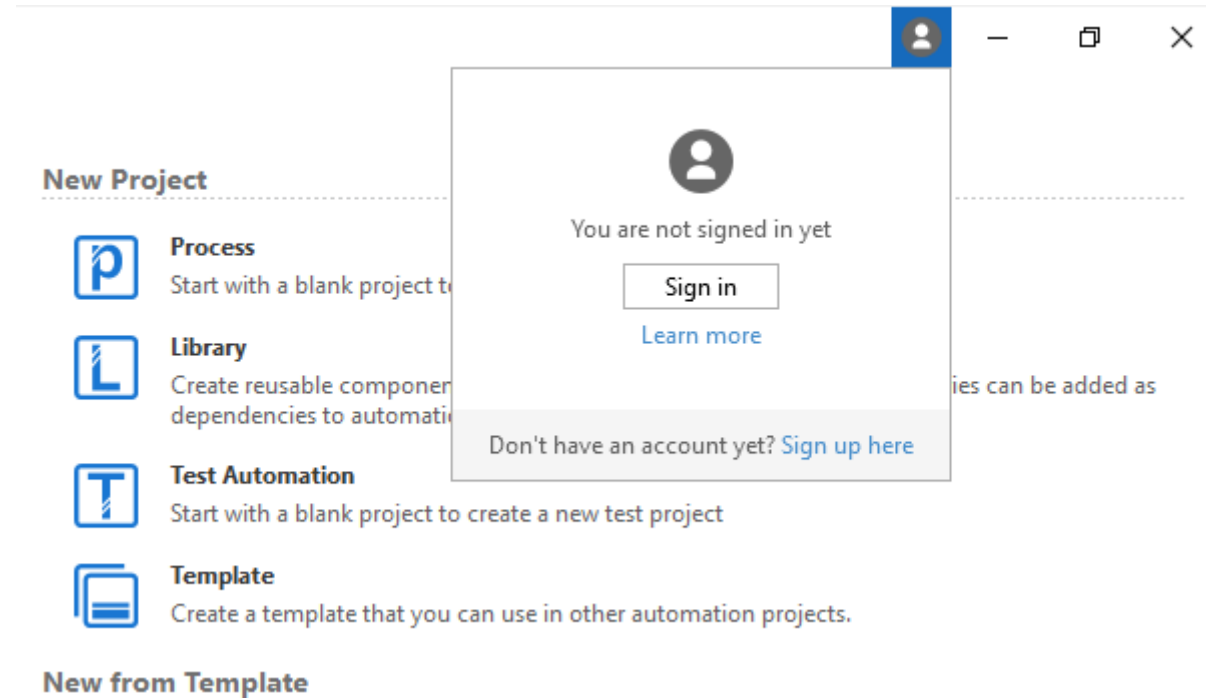 New Project
Process
Start with a blank project t
Library
Create reusable componen
ies can be added as
dependencies to automati
Test Automation
Start with a blank project to create a new test project
Template
Create a template that you can use in other automation projects.
New from Template
You are not signed in yet
Sign in
Learn more
Don't have an account yet? Sign up here